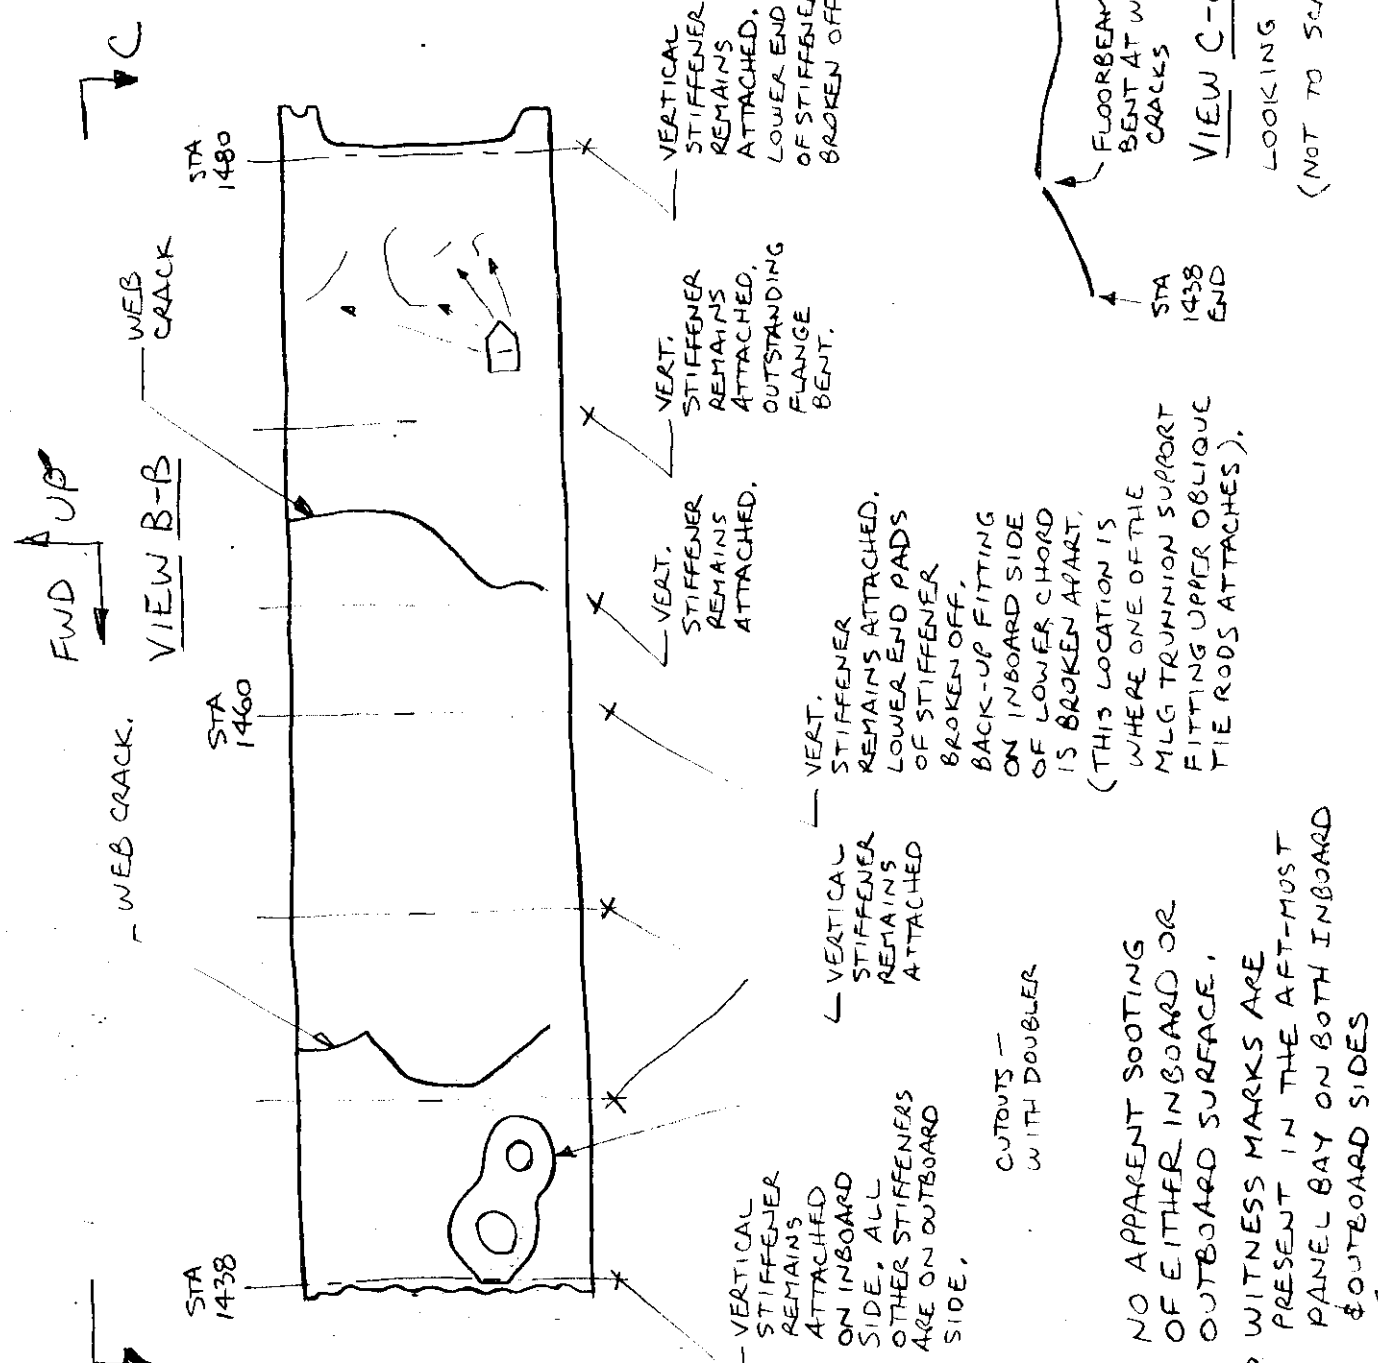 FWD
UP
VIEW B-B
C
WEB CRACK.
WEB
CRACK
STA
1438
STA
1460
STA
1480
VERTICAL
STIFFENER
REMAINS
ATTACHED
ON INBOARD
SIDE. ALL
OTHER STIFFENERS
ARE ON OUTBOARD
SIDE.
CUTOUTS —
WITH DOUBLER
VERTICAL
STIFFENER
REMAINS
ATTACHED
VERT.
STIFFENER
REMAINS ATTACHED.
LOWER END PADS
OF STIFFENER
BROKEN OFF.
BACK-UP FITTING
ON INBOARD SIDE
OF LOWER CHORD
IS BROKEN APART.
(THIS LOCATION IS
WHERE ONE OF THE
MLG TRUNNION SUPPORT
FITTING UPPER OBLIQUE
TIE RODS ATTACHES).
VERT.
STIFFENER
REMAINS
ATTACHED.
VERT.
STIFFENER
REMAINS
ATTACHED.
OUTSTANDING
FLANGE
BENT.
VERTICAL
STIFFENER
REMAINS
ATTACHED.
LOWER END
OF STIFFENER
BROKEN OFF
NO APPARENT SOOTING
OF EITHER INBOARD OR
OUTBOARD SURFACE.
WITNESS MARKS ARE
PRESENT IN THE AFT-MOST
PANEL BAY ON BOTH INBOARD
& OUTBOARD SIDES
STA
1438
END
FLOORBEAM
BENT AT W
CRACKS
VIEW C-
LOOKING
(NOT TO SCA